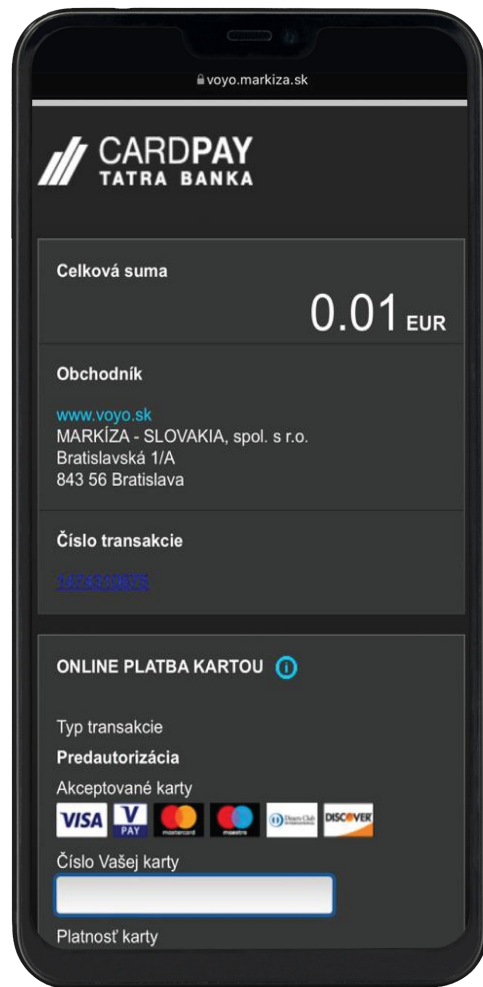 voyo.markiza.sk
CARDPAY
TATRA BANKA
Celková suma
0.01 EUR
Obchodník
www.voyo.sk
MARKÍZA - SLOVAKIA, spol. s r.o.
Bratislavská 1/A
843 56 Bratislava
Číslo transakcie
ONLINE PLATBA KARTOU
Typ transakcie
Predautorizácia
Akceptované karty
VISA V PAY mastercard maestro Diners Club DISCOVER
Číslo Vašej karty
Platnosť karty